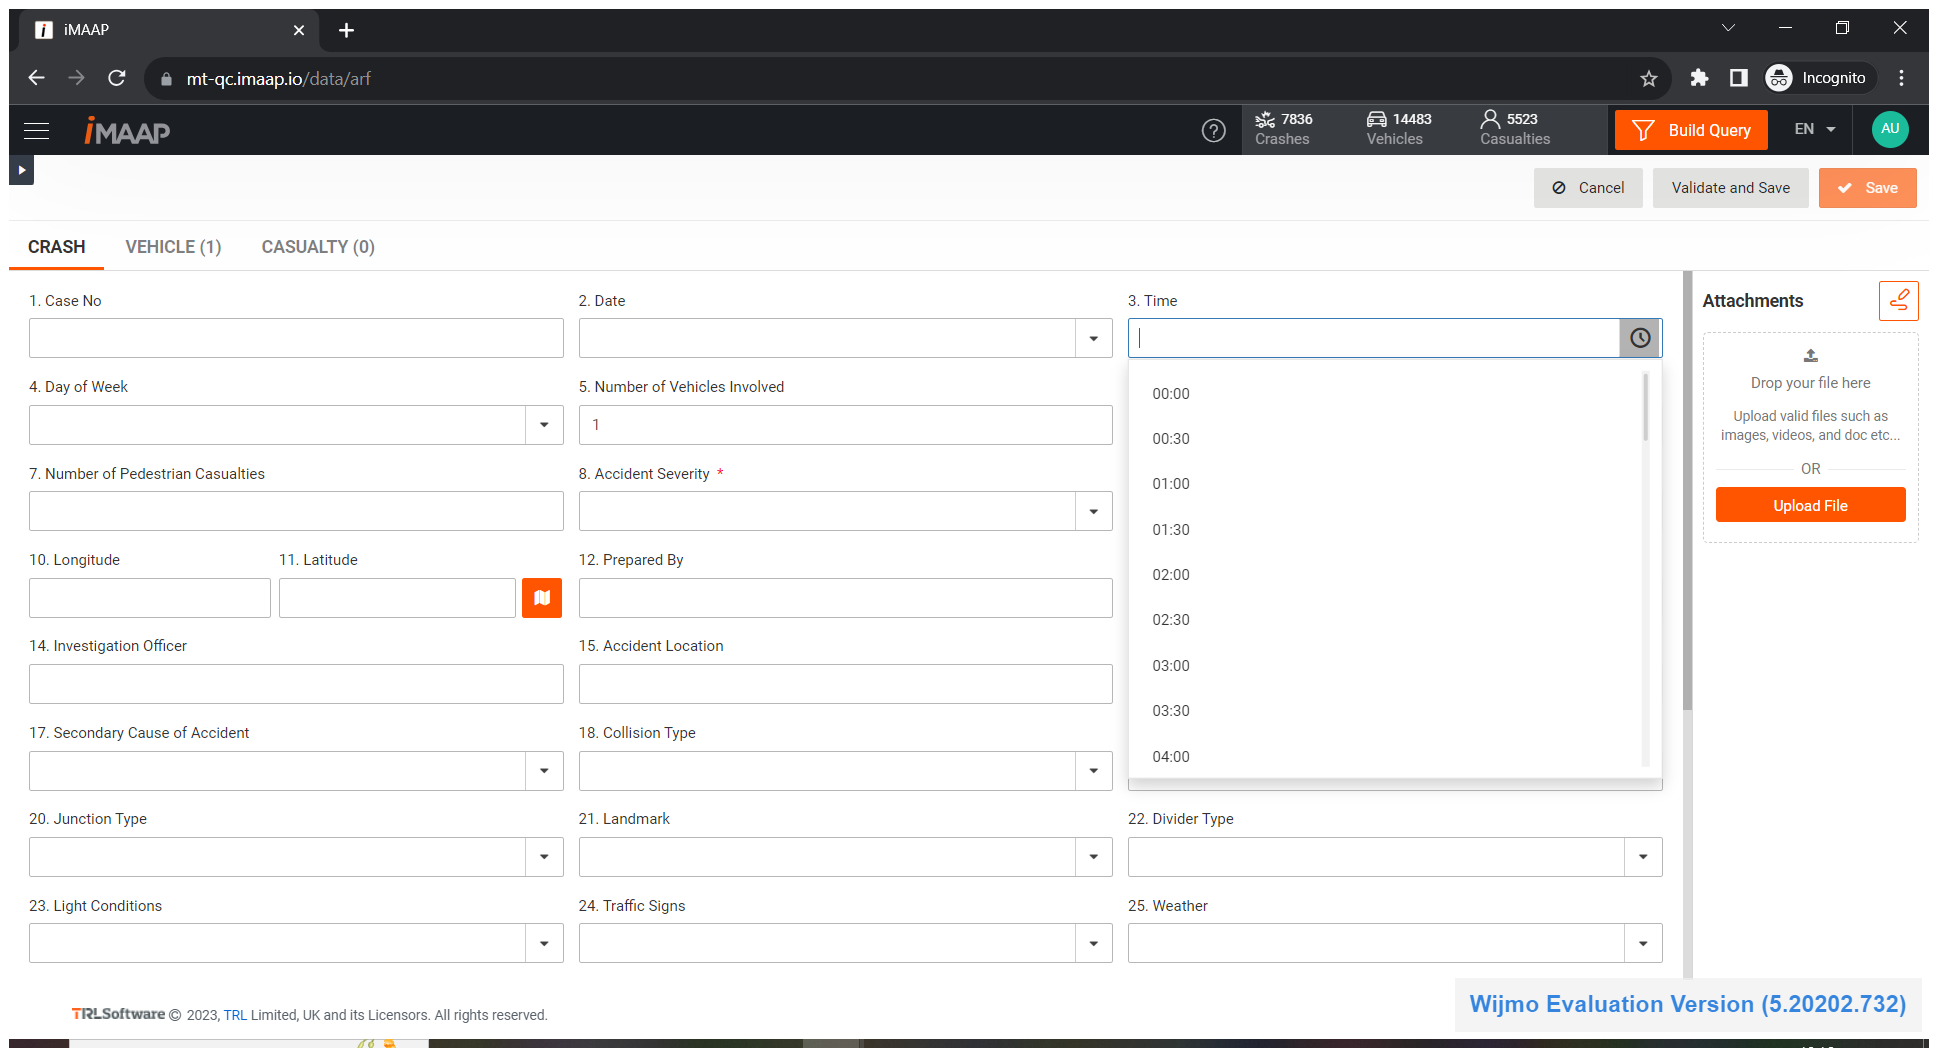 iMAAP
mt-qc.imaap.io/data/arf
Incognito
iMAAP
7836
Crashes
14483
Vehicles
5523
Casualties
Build Query
EN
AU
Cancel
Validate and Save
Save
CRASH
VEHICLE (1)
CASUALTY (0)
1. Case No
2. Date
3. Time
4. Day of Week
5. Number of Vehicles Involved
1
7. Number of Pedestrian Casualties
8. Accident Severity *
10. Longitude
11. Latitude
12. Prepared By
14. Investigation Officer
15. Accident Location
17. Secondary Cause of Accident
18. Collision Type
20. Junction Type
21. Landmark
22. Divider Type
23. Light Conditions
24. Traffic Signs
25. Weather
00:00
00:30
01:00
01:30
02:00
02:30
03:00
03:30
04:00
Attachments
Drop your file here
Upload valid files such as
images, videos, and doc etc...
OR
Upload File
TRLSoftware © 2023, TRL Limited, UK and its Licensors. All rights reserved.
Wijmo Evaluation Version (5.20202.732)